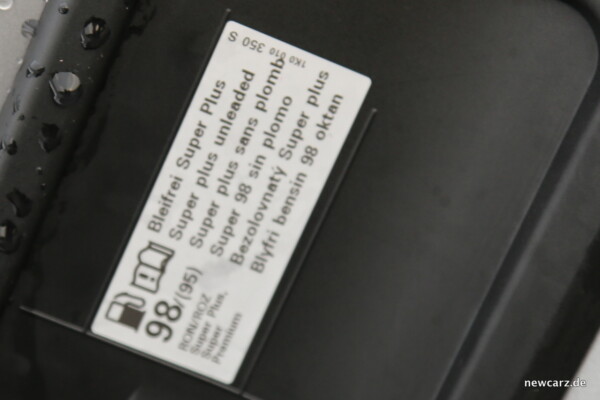 1K0 010 350 S
Bleifrei Super Plus
Super plus unleaded
Super plus sans plomb
Super 98 sin plomo
Bezolovnatý Super plus
Blyfri bensin 98 oktan
98/(95)
RON/ROZ
Super Plus,
Super
Premium
newcarz.de